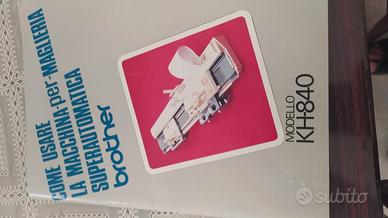 COME USARE
LA MACCHINA-per-MAGLIERIA
SUPERAUTOMATICA
brother
MODELLO
KH840
subito